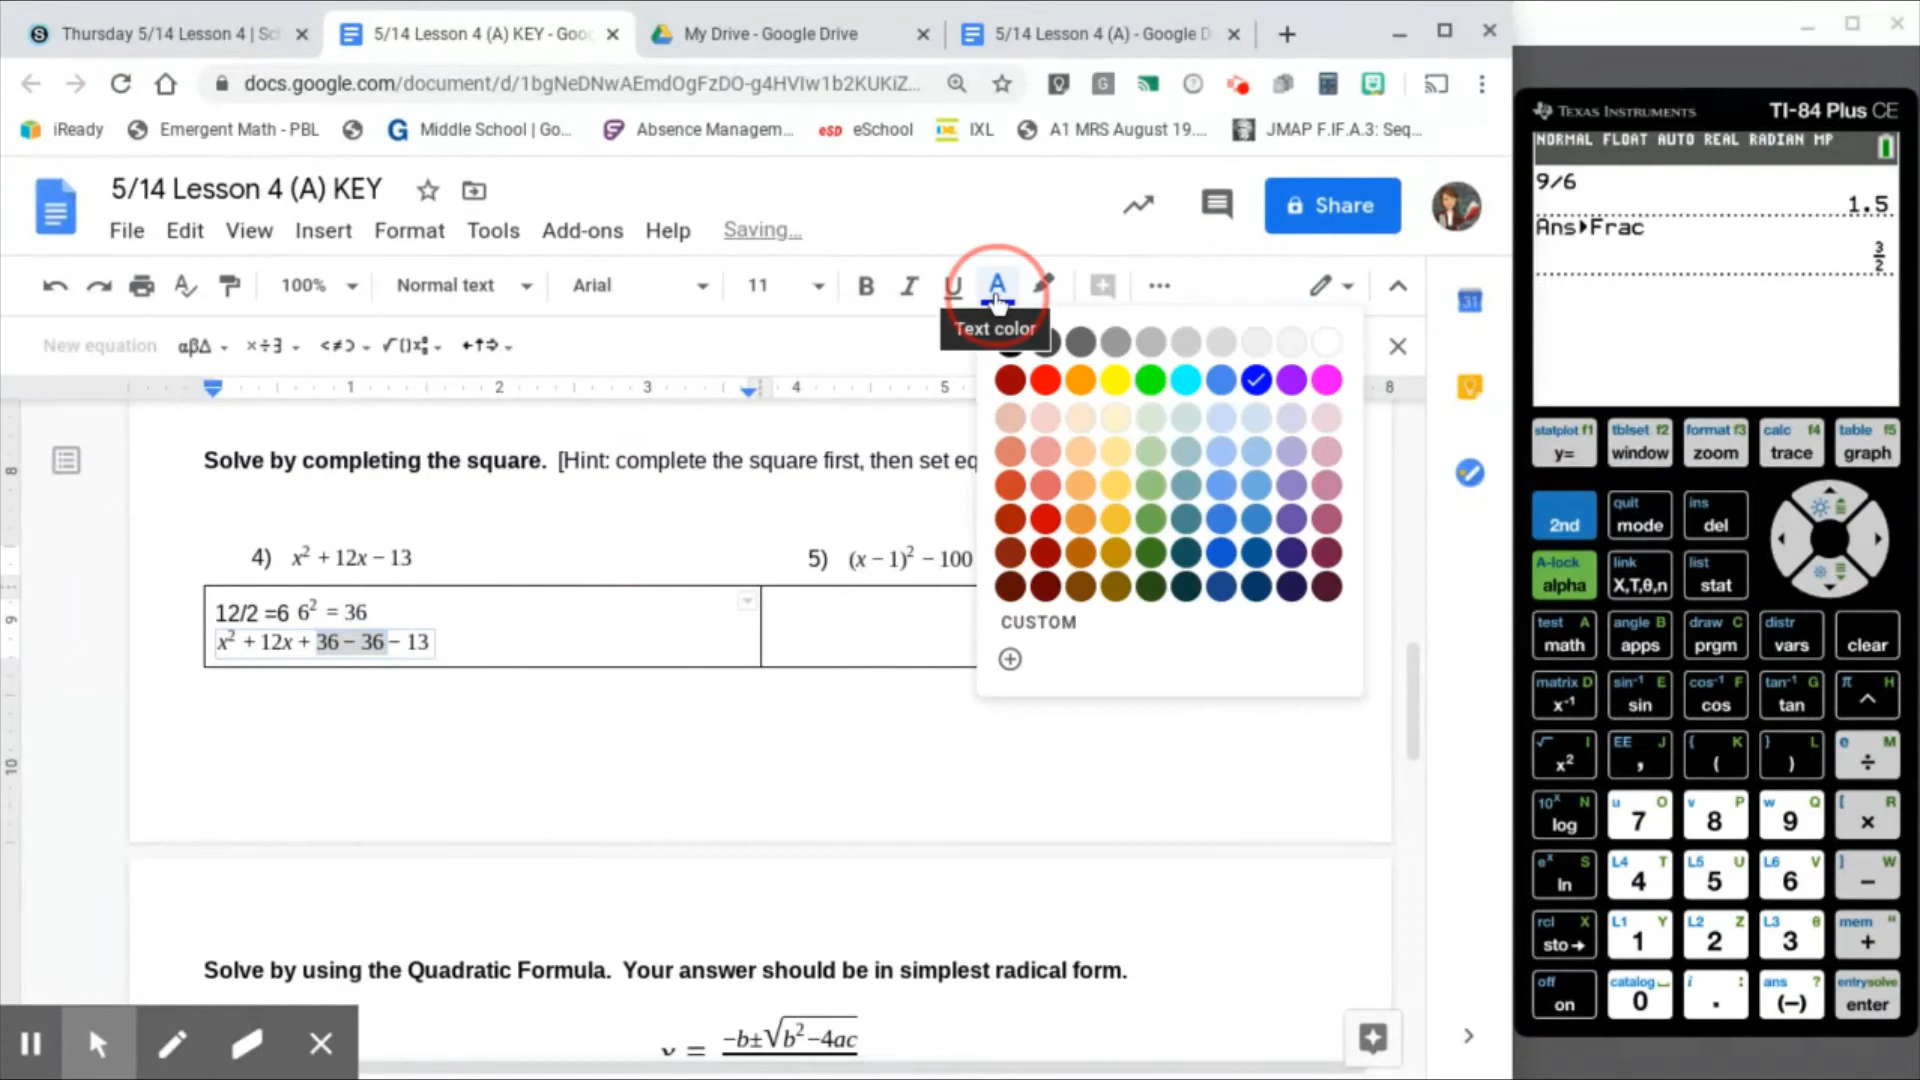 Thursday 5/14 Lesson 4 | Sc
5/14 Lesson 4 (A) KEY - Goo
My Drive - Google Drive
5/14 Lesson 4 (A) - Google D
docs.google.com/document/d/1bgNeDNwAEmdOgFzDO-g4HVIw1b2KUKiZ...
iReady
Emergent Math - PBL
Middle School | Go...
Absence Managem...
eSD eSchool
IXL
A1 MRS August 19....
JMAP F.IF.A.3: Seq...
5/14 Lesson 4 (A) KEY
Share
File Edit View Insert Format Tools Add-ons Help Saving...
100% Normal text Arial 11 B I U A
Text color
New equation αβΔ ×÷∃
1 2 3 4 5 8
8
9
10
31
CUSTOM
Solve by completing the square. [Hint: complete the square first, then set eq
4) x² + 12x − 13
5) (x − 1)² − 100
12/2 =6 6² = 36
x² + 12x + 36 − 36 − 13
Solve by using the Quadratic Formula. Your answer should be in simplest radical form.
−b±√b²−4ac
TEXAS INSTRUMENTS TI-84 Plus CE
NORMAL FLOAT AUTO REAL RADIAN MP
9/6
1.5
Ans▶Frac
3/2
statplot f1 tblset f2 format f3 calc f4 table f5
y= window zoom trace graph
quit ins
2nd mode del
A-lock link list
alpha X,T,θ,n stat
test A angle B draw C distr
math apps prgm vars clear
matrix D sin⁻¹ E cos⁻¹ F tan⁻¹ G π H
x⁻¹ sin cos tan ^
√ I EE J { K } L e M
x² , ( ) ÷
10ˣ N u O v P w Q [ R
log 7 8 9 ×
eˣ S L4 T L5 U L6 V ] W
ln 4 5 6 −
rcl X L1 Y L2 Z L3 θ mem "
sto→ 1 2 3 +
off catalog i : ans ? entry solve
on 0 . (−) enter